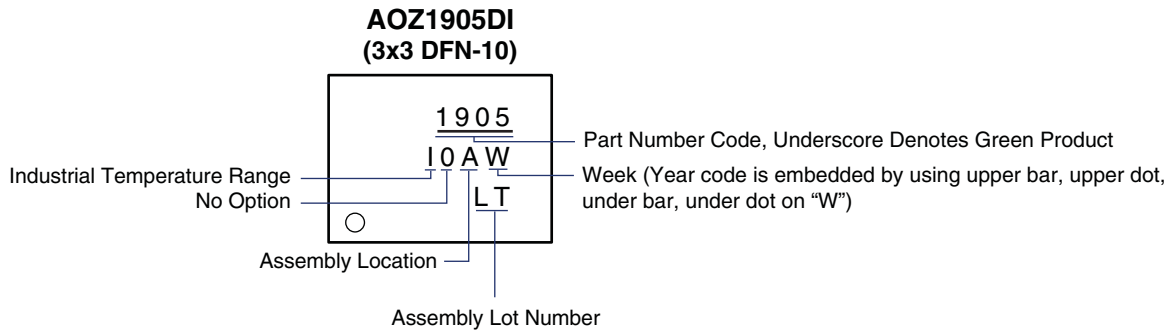 AOZ1905DI
(3x3 DFN-10)
1905
Part Number Code, Underscore Denotes Green Product
I0AW
Industrial Temperature Range
Week (Year code is embedded by using upper bar, upper dot,
under bar, under dot on “W”)
No Option
LT
Assembly Location
Assembly Lot Number